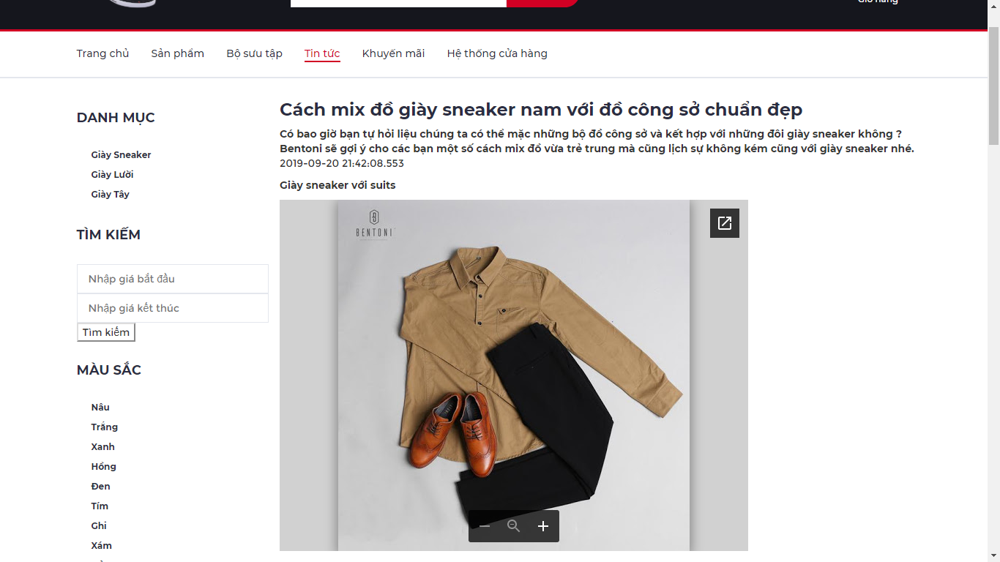 Giỏ hàng
Trang chủ
Sản phẩm
Bộ sưu tập
Tin tức
Khuyến mãi
Hệ thống cửa hàng
DANH MỤC
Giày Sneaker
Giày Lười
Giày Tây
TÌM KIẾM
Nhập giá bắt đầu
Nhập giá kết thúc
Tìm kiếm
MÀU SẮC
Nâu
Trắng
Xanh
Hồng
Đen
Tím
Ghi
Xám
Cách mix đồ giày sneaker nam với đồ công sở chuẩn đẹp
Có bao giờ bạn tự hỏi liệu chúng ta có thể mặc những bộ đồ công sở và kết hợp với những đôi giày sneaker không ?
Bentoni sẽ gợi ý cho các bạn một số cách mix đồ vừa trẻ trung mà cũng lịch sự không kém cũng với giày sneaker nhé.
2019-09-20 21:42:08.553
Giày sneaker với suits
BENTONI